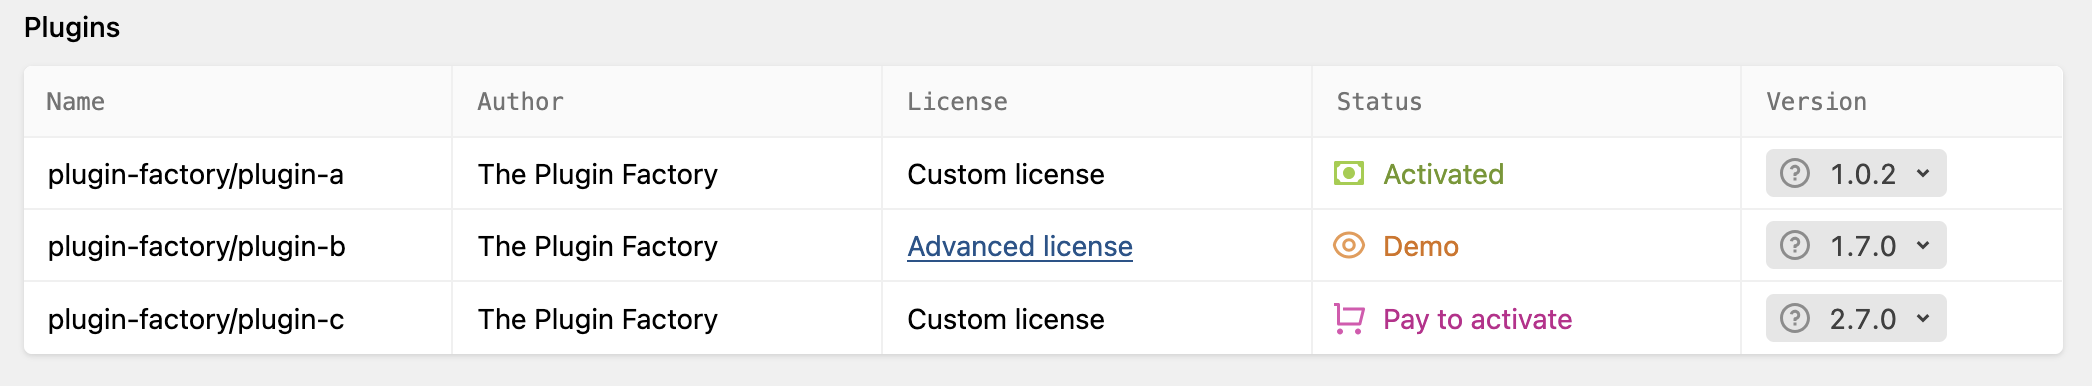 Plugins
Name Author License Status Version
plugin-factory/plugin-a The Plugin Factory Custom license Activated 1.0.2
plugin-factory/plugin-b The Plugin Factory Advanced license Demo 1.7.0
plugin-factory/plugin-c The Plugin Factory Custom license Pay to activate 2.7.0